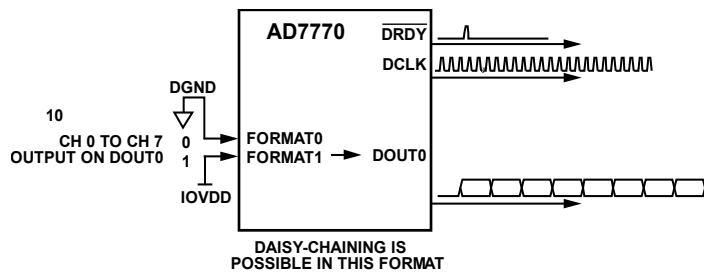 AD7770
DRDY
DCLK
DGND
10
CH 0 TO CH 7 0 FORMAT0
OUTPUT ON DOUT0 1 FORMAT1 DOUT0
IOVDD
DAISY-CHAINING IS
POSSIBLE IN THIS FORMAT